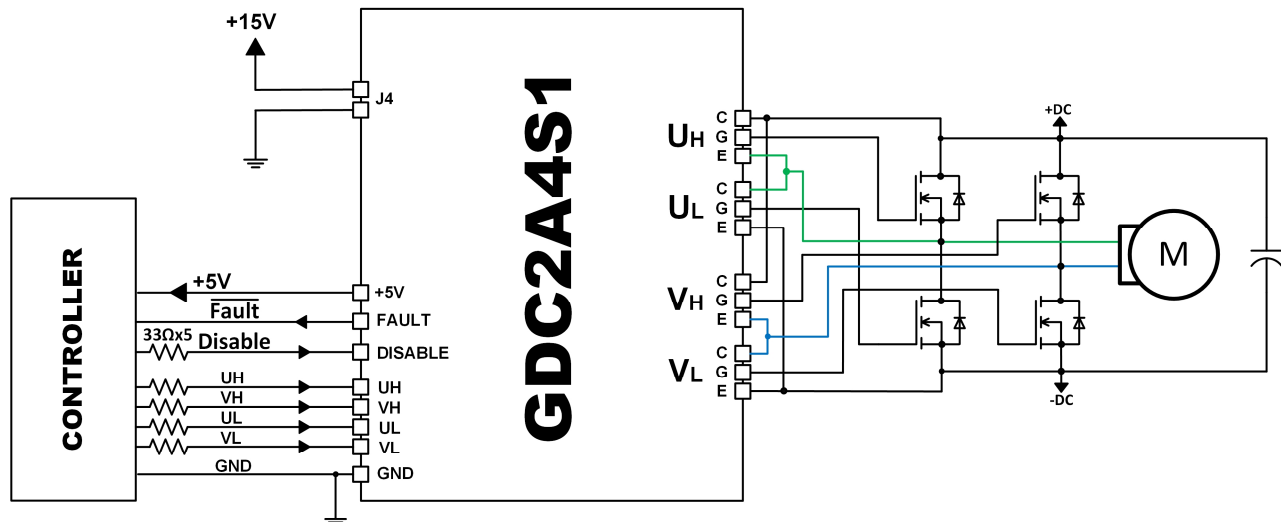 +15V
J4
GDC2A4S1
UH
C
G
E
UL
C
G
E
VH
C
G
E
VL
C
G
E
+DC
-DC
M
CONTROLLER
+5V
+5V
Fault
FAULT
33Ωx5
Disable
DISABLE
UH
UH
VH
VH
UL
UL
VL
VL
GND
GND